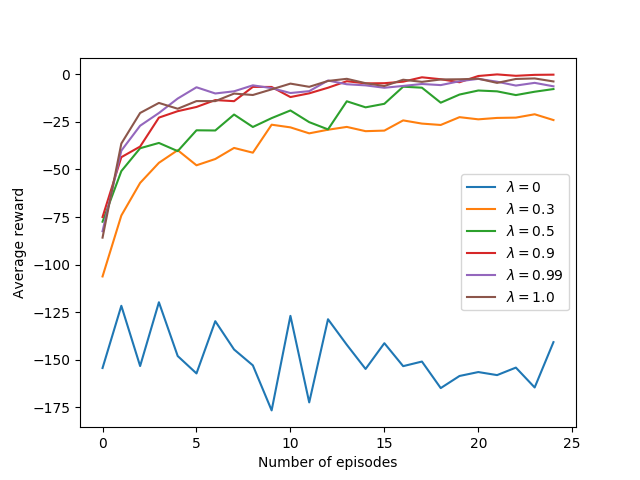 0
−25
−50
−75
−100
−125
−150
−175
Average reward
λ = 0
λ = 0.3
λ = 0.5
λ = 0.9
λ = 0.99
λ = 1.0
0 5 10 15 20 25
Number of episodes